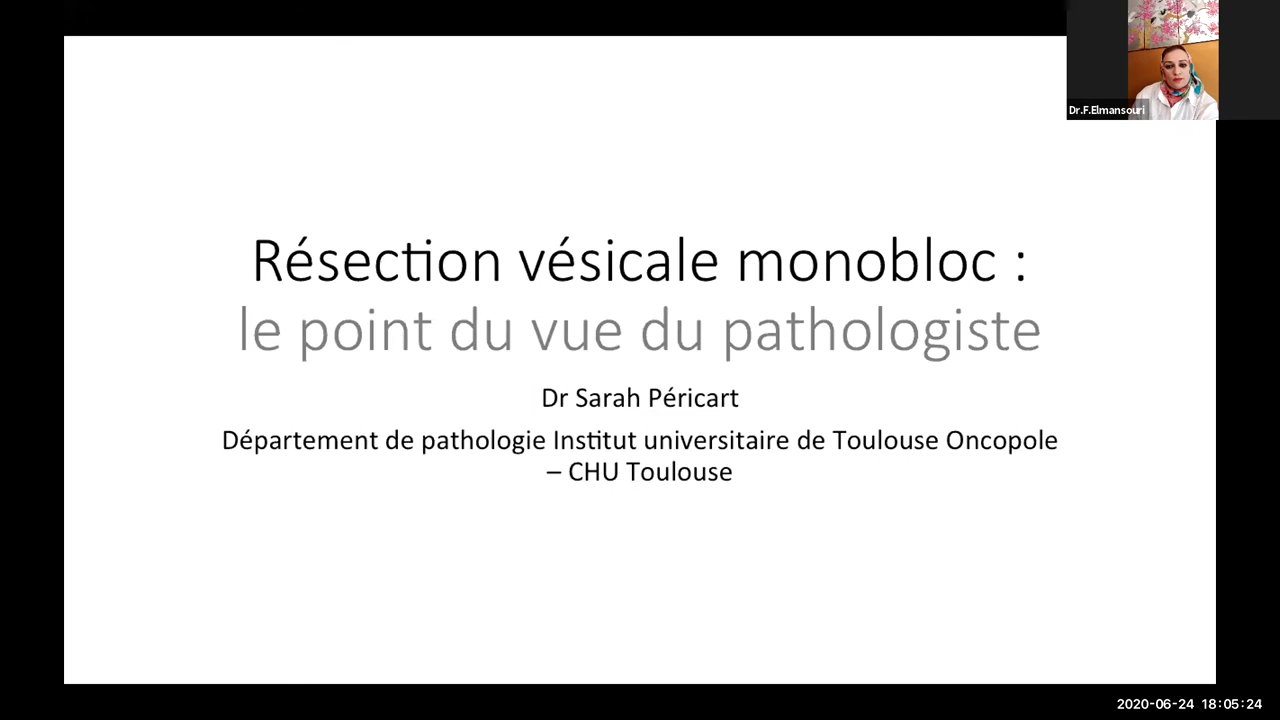 Dr.F.Elmansouri
Résection vésicale monobloc :
le point du vue du pathologiste
Dr Sarah Péricart
Département de pathologie Institut universitaire de Toulouse Oncopole
– CHU Toulouse
2020-06-24 18:05:24